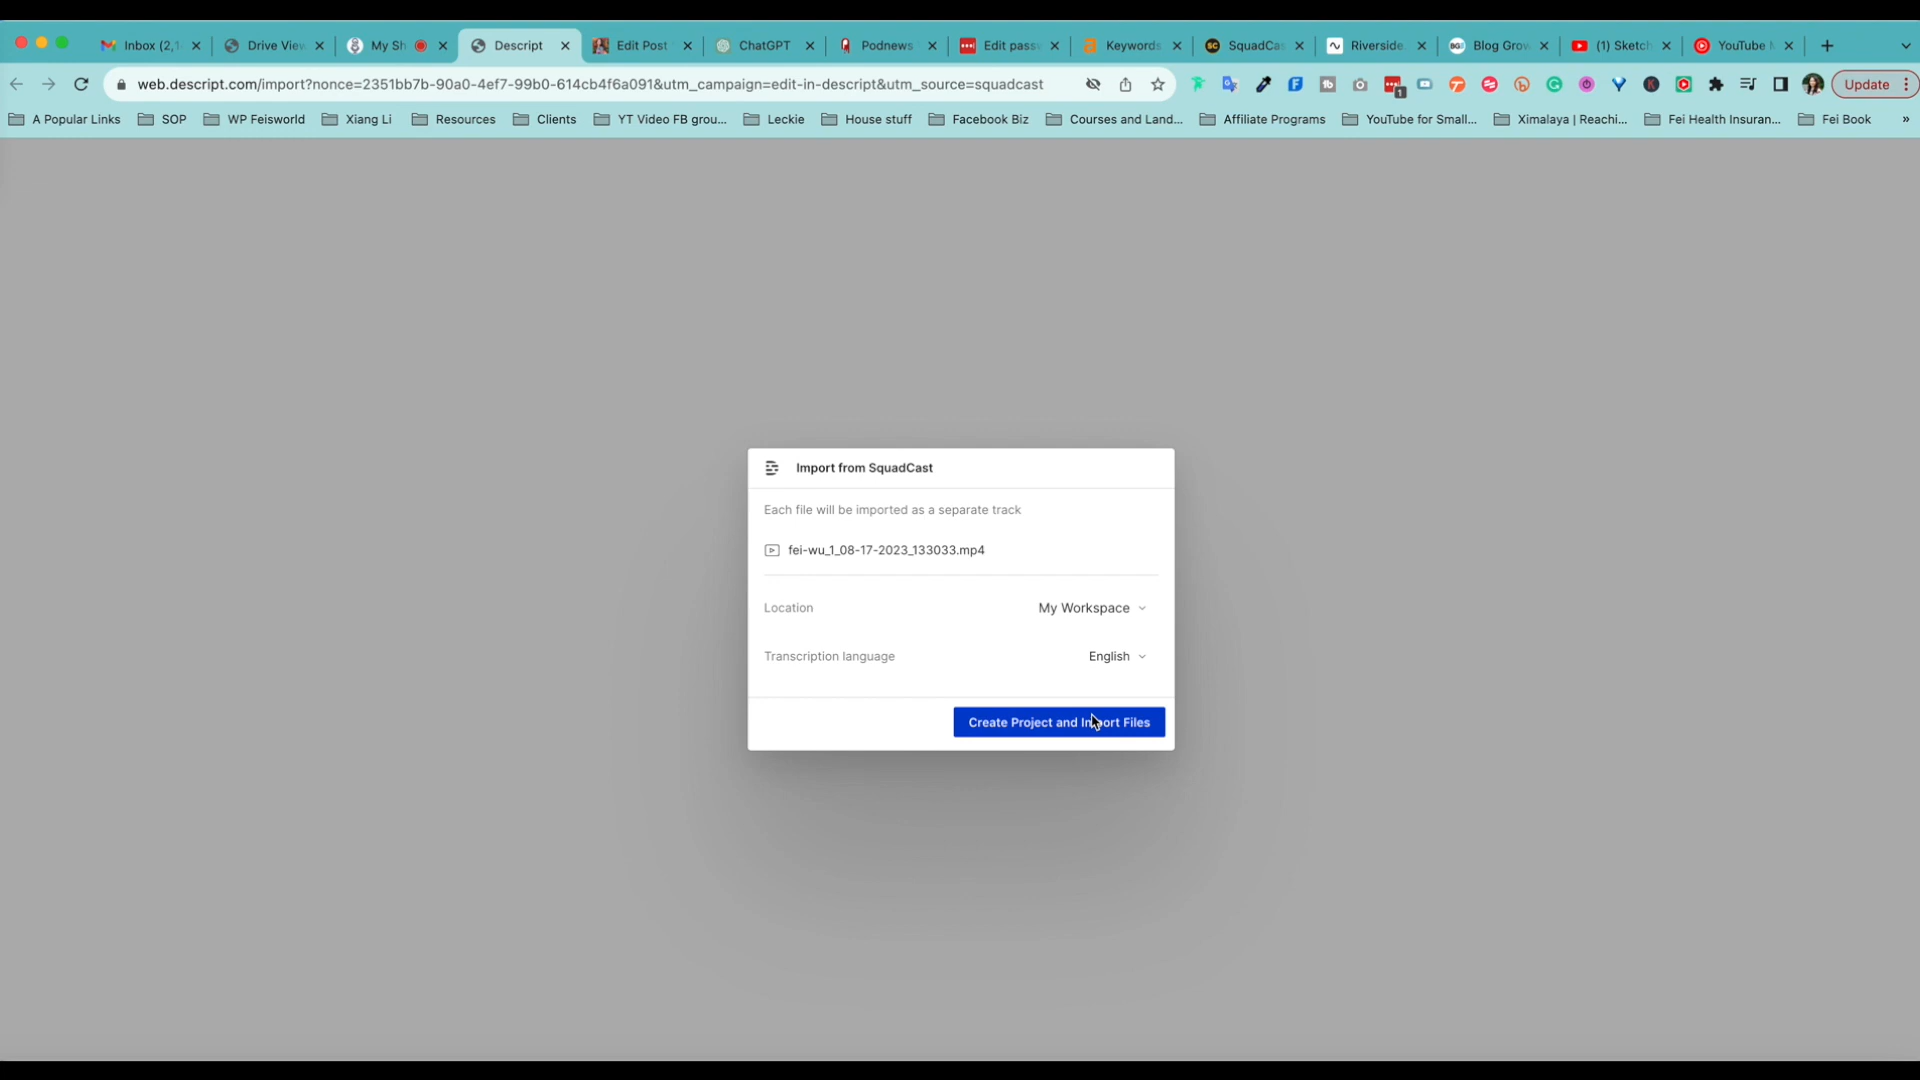 Inbox (2,1
Drive View
My Sh
Descript
Edit Post
ChatGPT
Podnews
Edit passw
Keywords
SquadCas
Riverside.
Blog Grow
(1) Sketch
YouTube M
web.descript.com/import?nonce=2351bb7b-90a0-4ef7-99b0-614cb4f6a091&utm_campaign=edit-in-descript&utm_source=squadcast
Update
A Popular Links
SOP
WP Feisworld
Xiang Li
Resources
Clients
YT Video FB grou...
Leckie
House stuff
Facebook Biz
Courses and Land...
Affiliate Programs
YouTube for Small...
Ximalaya | Reachi...
Fei Health Insuran...
Fei Book
»
Import from SquadCast
Each file will be imported as a separate track
fei-wu_1_08-17-2023_133033.mp4
Location
My Workspace
Transcription language
English
Create Project and Import Files